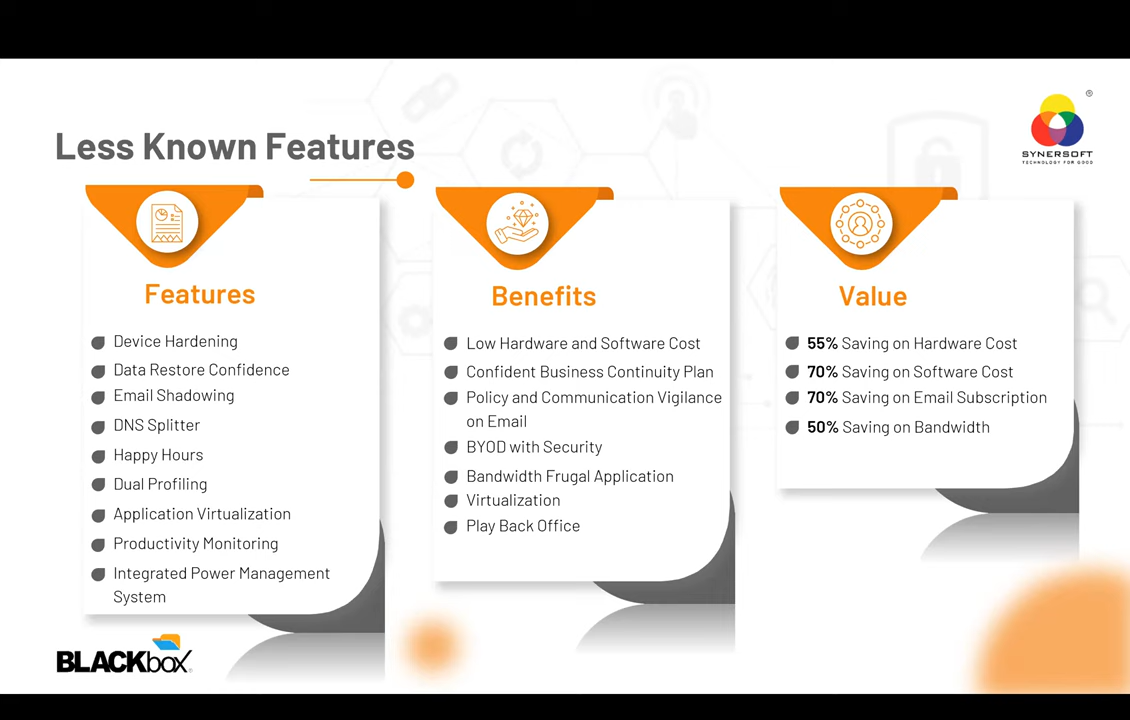 Less Known Features
®
SYNERSOFT
TECHNOLOGY FOR GOOD
Features
Device Hardening
Data Restore Confidence
Email Shadowing
DNS Splitter
Happy Hours
Dual Profiling
Application Virtualization
Productivity Monitoring
Integrated Power Management
System
Benefits
Low Hardware and Software Cost
Confident Business Continuity Plan
Policy and Communication Vigilance
on Email
BYOD with Security
Bandwidth Frugal Application
Virtualization
Play Back Office
Value
55% Saving on Hardware Cost
70% Saving on Software Cost
70% Saving on Email Subscription
50% Saving on Bandwidth
BLACKbox